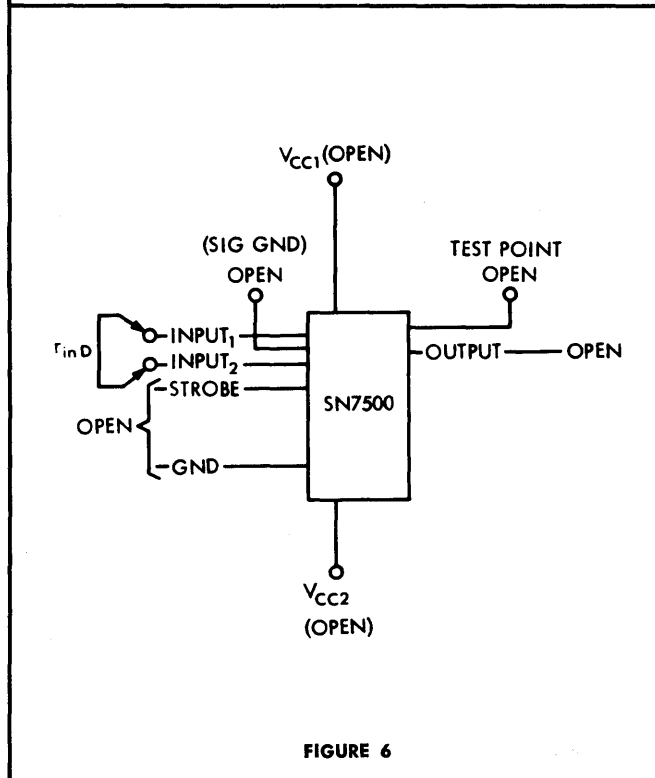 V_CC1 (OPEN)
(SIG GND)
OPEN
TEST POINT
OPEN
r_in D
INPUT_1
INPUT_2
STROBE
OPEN
GND
SN7500
OUTPUT
OPEN
V_CC2
(OPEN)
FIGURE 6